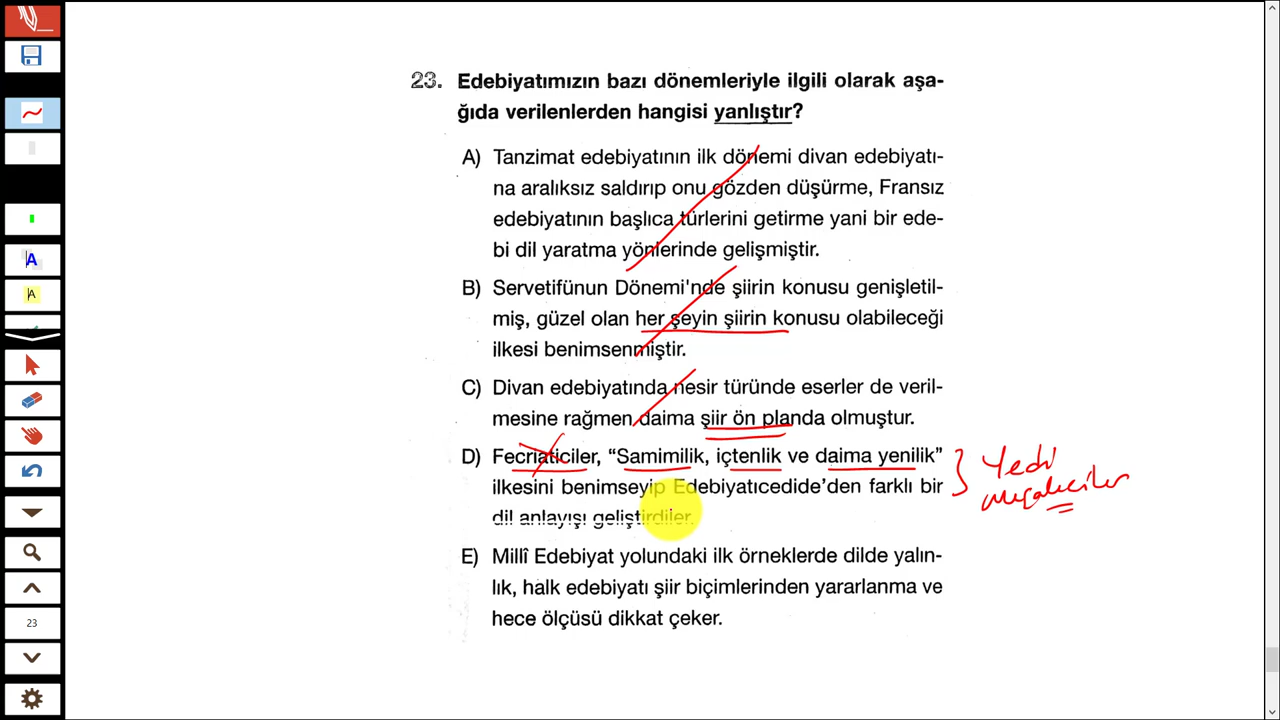 23. Edebiyatımızın bazı dönemleriyle ilgili olarak aşa-
ğıda verilenlerden hangisi yanlıştır?
A) Tanzimat edebiyatının ilk dönemi divan edebiyatı-
na aralıksız saldırıp onu gözden düşürme, Fransız
edebiyatının başlıca türlerini getirme yani bir ede-
bi dil yaratma yönlerinde gelişmiştir.
B) Servetifünun Dönemi'nde şiirin konusu genişletil-
miş, güzel olan her şeyin şiirin konusu olabileceği
ilkesi benimsenmiştir.
C) Divan edebiyatında nesir türünde eserler de veril-
mesine rağmen daima şiir ön planda olmuştur.
D) Fecriaticiler, “Samimilik, içtenlik ve daima yenilik”
ilkesini benimseyip Edebiyatıcedide’den farklı bir
dil anlayışı geliştirdiler.
Yedi
meşaleciler
E) Millî Edebiyat yolundaki ilk örneklerde dilde yalın-
lık, halk edebiyatı şiir biçimlerinden yararlanma ve
hece ölçüsü dikkat çeker.
A
A
23